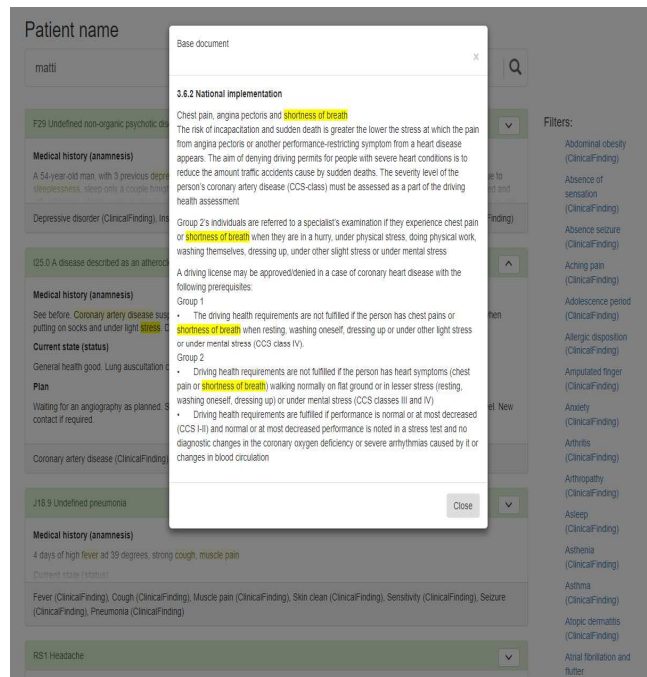 Patient name
matti
F29 Undefined non-organic psychotic dis
Medical history (anamnesis)
A 54-year-old man, with 3 previous depre
sleeplessness, sleep only a couple h
Depressive disorder (ClinicalFinding), Ins
Finding)
I25.0 A disease described as an atheroscl
Medical history (anamnesis)
See before. Coronary artery disease susp
when
putting on socks and under light stress. D
Current state (status)
General health good. Lung auscultation c
Plan
Waiting for an angiography as planned. S
el. New
contact if required.
Coronary artery disease (ClinicalFinding)
J18.9 Undefined pneumonia
Medical history (anamnesis)
4 days of high fever ad 39 degrees, strong cough, muscle pain
Current state (status)
Fever (ClinicalFinding), Cough (ClinicalFinding), Muscle pain (ClinicalFinding), Skin clean (ClinicalFinding), Sensitivity (ClinicalFinding), Seizure
(ClinicalFinding), Pneumonia (ClinicalFinding)
RS1 Headache
Base document
x
3.6.2 National implementation
Chest pain, angina pectoris and shortness of breath
The risk of incapacitation and sudden death is greater the lower the stress at which the pain
from angina pectoris or another performance-restricting symptom from a heart disease
appears. The aim of denying driving permits for people with severe heart conditions is to
reduce the amount traffic accidents cause by sudden deaths. The severity level of the
person's coronary artery disease (CCS-class) must be assessed as a part of the driving
health assessment
Group 2's individuals are referred to a specialist's examination if they experience chest pain
or shortness of breath when they are in a hurry, under physical stress, doing physical work,
washing themselves, dressing up, under other slight stress or under mental stress
A driving license may be approved/denied in a case of coronary heart disease with the
following prerequisites:
Group 1
• The driving health requirements are not fulfilled if the person has chest pains or
shortness of breath when resting, washing oneself, dressing up or under other light stress
or under mental stress (CCS class IV).
Group 2
• Driving health requirements are not fulfilled if the person has heart symptoms (chest
pain or shortness of breath) walking normally on flat ground or in lesser stress (resting,
washing oneself, dressing up) or under mental stress (CCS classes III and IV)
• Driving health requirements are fulfilled if performance is normal or at most decreased
(CCS I-II) and normal or at most decreased performance is noted in a stress test and no
diagnostic changes in the coronary oxygen deficiency or severe arrhythmias caused by it or
changes in blood circulation
Close
Filters:
Abdominal obesity
(ClinicalFinding)
Absence of
sensation
(ClinicalFinding)
Absence seizure
(ClinicalFinding)
Aching pain
(ClinicalFinding)
Adolescence period
(ClinicalFinding)
Allergic disposition
(ClinicalFinding)
Amputated finger
(ClinicalFinding)
Anxiety
(ClinicalFinding)
Arthritis
(ClinicalFinding)
Arthropathy
(ClinicalFinding)
Asleep
(ClinicalFinding)
Asthenia
(ClinicalFinding)
Asthma
(ClinicalFinding)
Atopic dermatitis
(ClinicalFinding)
Atrial fibrillation and
flutter